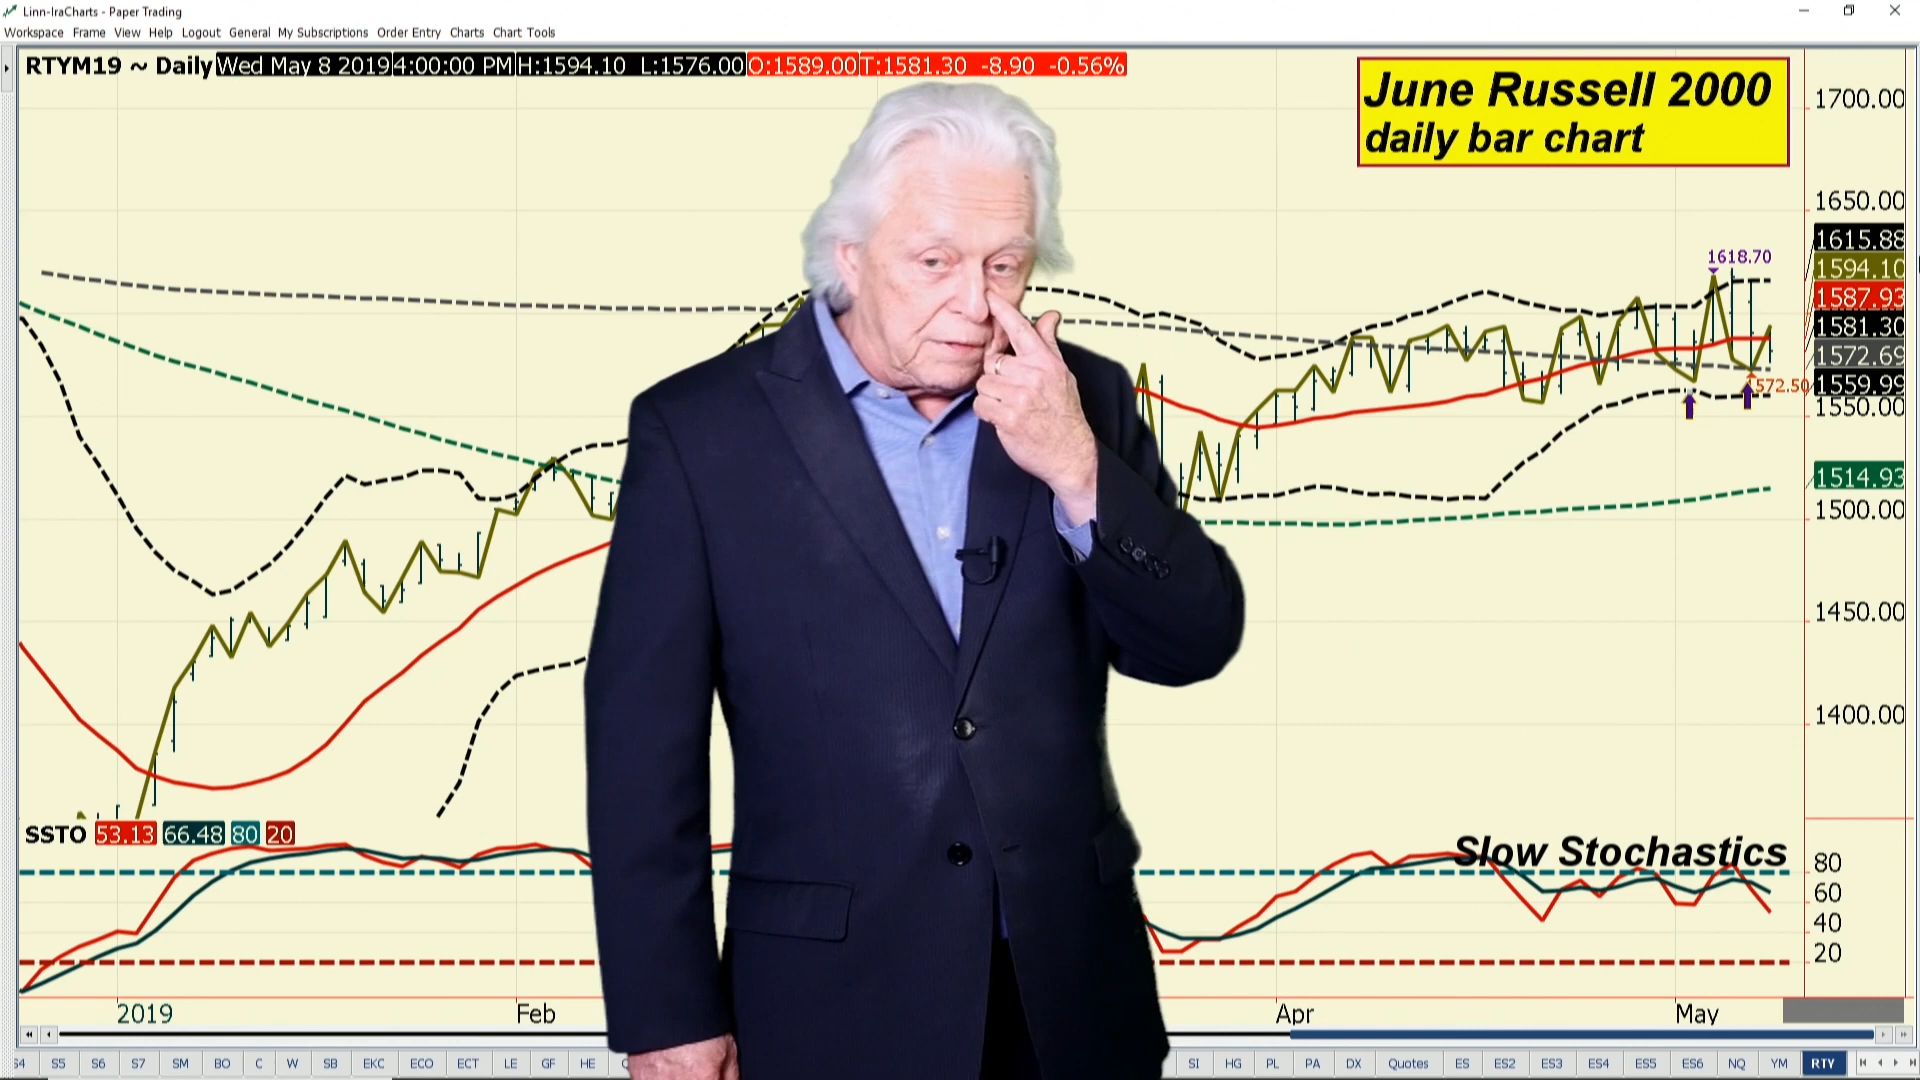 Linn-IraCharts - Paper Trading
Workspace Frame View Help Logout General My Subscriptions Order Entry Charts Chart Tools
RTYM19 ~ Daily Wed May 8 2019 4:00:00 PM H:1594.10 L:1576.00 O:1589.00 T:1581.30 -8.90 -0.56%
June Russell 2000
daily bar chart
1700.00
1650.00
1615.88
1618.70
1594.10
1587.93
1581.30
1572.69
572.50 1559.99
1550.00
1514.93
1500.00
1450.00
1400.00
SSTO 53.13 66.48 80 20
Slow Stochastics
80
60
40
20
2019 Feb Apr May
S4 S5 S6 S7 SM BO C W SB EKC ECO ECT LE GF HE SI HG PL PA DX Quotes ES ES2 ES3 ES4 ES5 ES6 NQ YM RTY